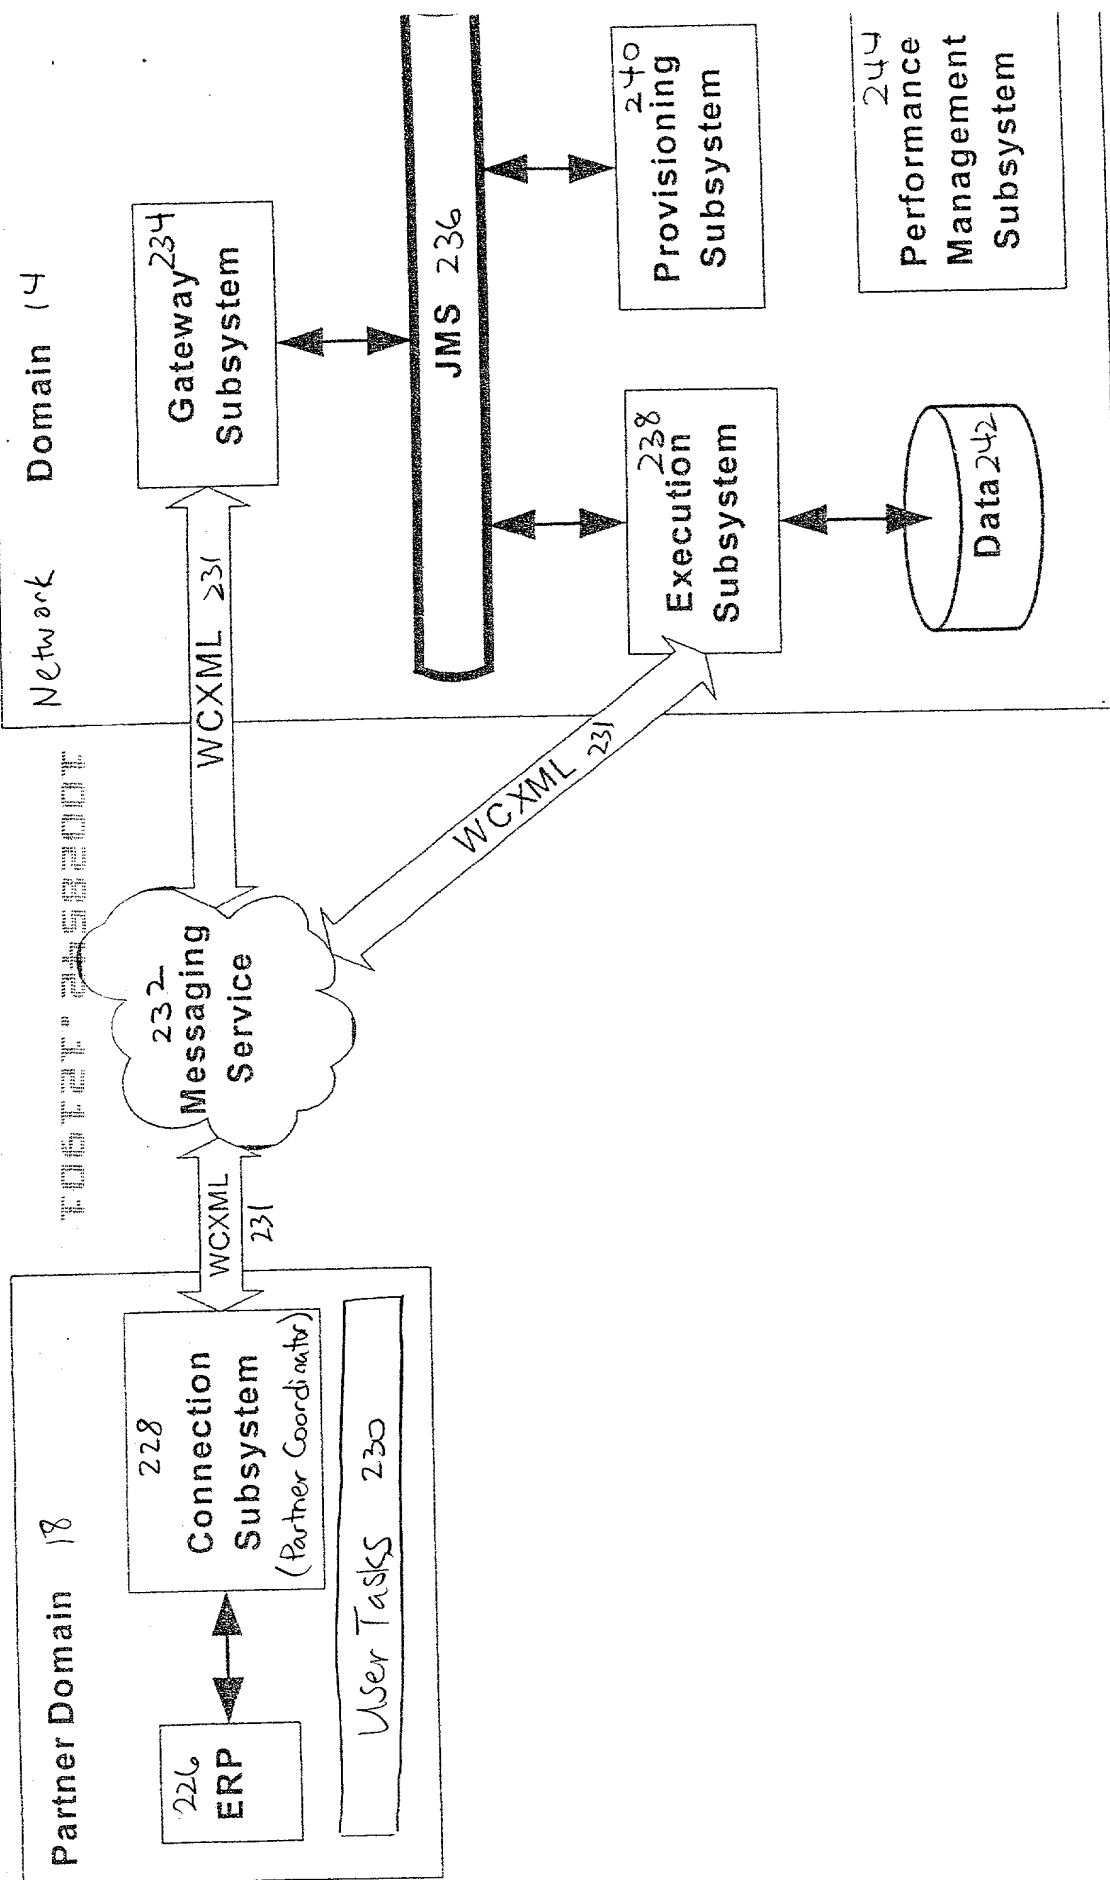 Partner Domain 18
226
ERP
228
Connection
Subsystem
(Partner Coordinator)
User Tasks 230
WCXML
231
232
Messaging
Service
WCXML 231
WCXML 231
Network Domain 14
Gateway 234
Subsystem
JMS 236
238
Execution
Subsystem
Data 242
240
Provisioning
Subsystem
244
Performance
Management
Subsystem